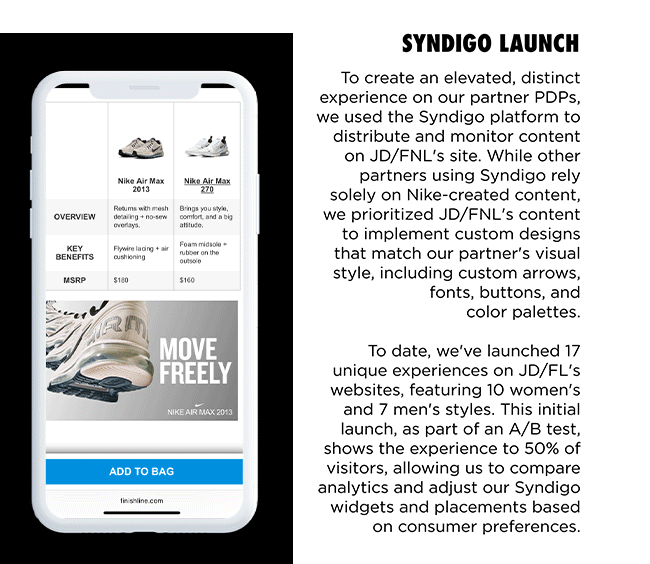 Nike Air Max
2013
Nike Air Max
270
OVERVIEW
Returns with mesh
detailing + no-sew
overlays.
Brings you style,
comfort, and a big
attitude.
KEY
BENEFITS
Flywire lacing + air
cushioning
Foam midsole +
rubber on the
outsole
MSRP
$180
$160
AIRM
MOVE
FREELY
NIKE AIR MAX 2013
ADD TO BAG
finishline.com
SYNDIGO LAUNCH
To create an elevated, distinct
experience on our partner PDPs,
we used the Syndigo platform to
distribute and monitor content
on JD/FNL's site. While other
partners using Syndigo rely
solely on Nike-created content,
we prioritized JD/FNL's content
to implement custom designs
that match our partner's visual
style, including custom arrows,
fonts, buttons, and
color palettes.
To date, we've launched 17
unique experiences on JD/FL's
websites, featuring 10 women's
and 7 men's styles. This initial
launch, as part of an A/B test,
shows the experience to 50% of
visitors, allowing us to compare
analytics and adjust our Syndigo
widgets and placements based
on consumer preferences.